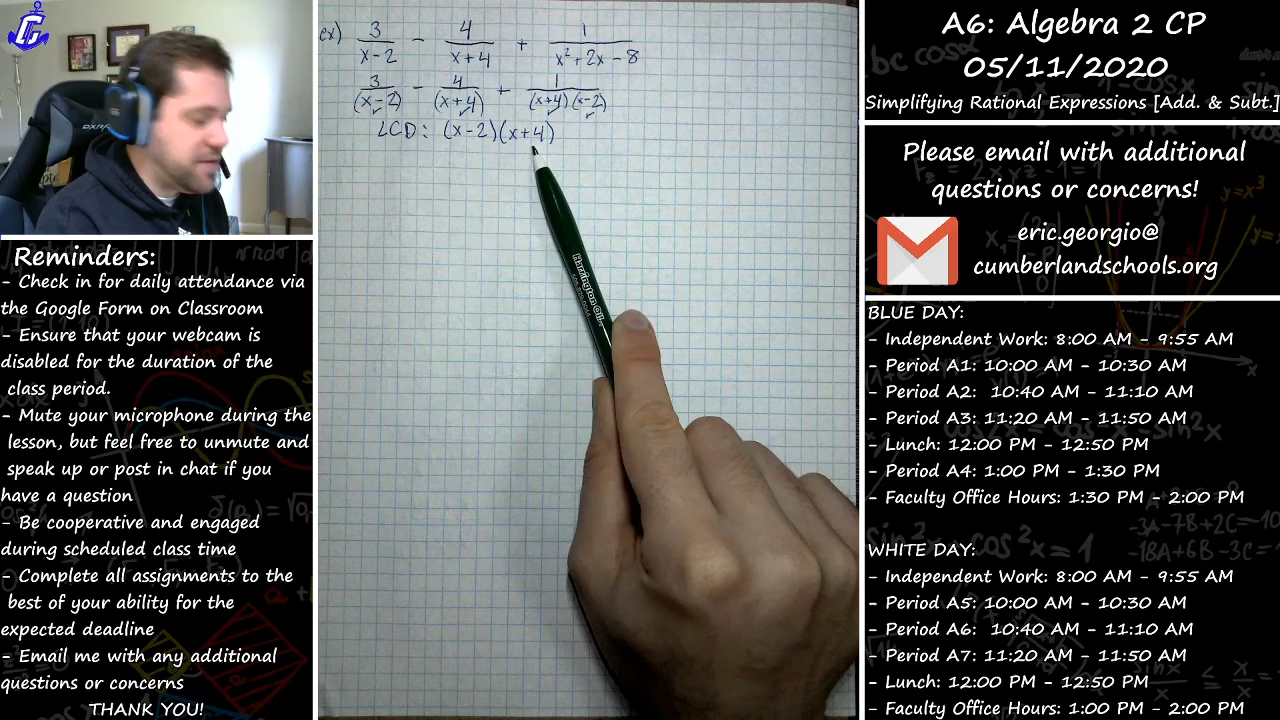 C
DXRACER
Reminders:
- Check in for daily attendance via
the Google Form on Classroom
- Ensure that your webcam is
disabled for the duration of the
class period.
- Mute your microphone during the
lesson, but feel free to unmute and
speak up or post in chat if you
have a question
- Be cooperative and engaged
during scheduled class time
- Complete all assignments to the
best of your ability for the
expected deadline
- Email me with any additional
questions or concerns
THANK YOU!
ex) 3/(x-2) - 4/(x+4) + 1/(x²+2x-8)
3/(x-2) - 4/(x+4) + 1/((x+4)(x-2))
LCD: (x-2)(x+4)
Harrington Oil
A6: Algebra 2 CP
05/11/2020
Simplifying Rational Expressions [Add. & Subt.]
Please email with additional
questions or concerns!
eric.georgio@
cumberlandschools.org
BLUE DAY:
- Independent Work: 8:00 AM - 9:55 AM
- Period A1: 10:00 AM - 10:30 AM
- Period A2: 10:40 AM - 11:10 AM
- Period A3: 11:20 AM - 11:50 AM
- Lunch: 12:00 PM - 12:50 PM
- Period A4: 1:00 PM - 1:30 PM
- Faculty Office Hours: 1:30 PM - 2:00 PM
WHITE DAY:
- Independent Work: 8:00 AM - 9:55 AM
- Period A5: 10:00 AM - 10:30 AM
- Period A6: 10:40 AM - 11:10 AM
- Period A7: 11:20 AM - 11:50 AM
- Lunch: 12:00 PM - 12:50 PM
- Faculty Office Hours: 1:00 PM - 2:00 PM